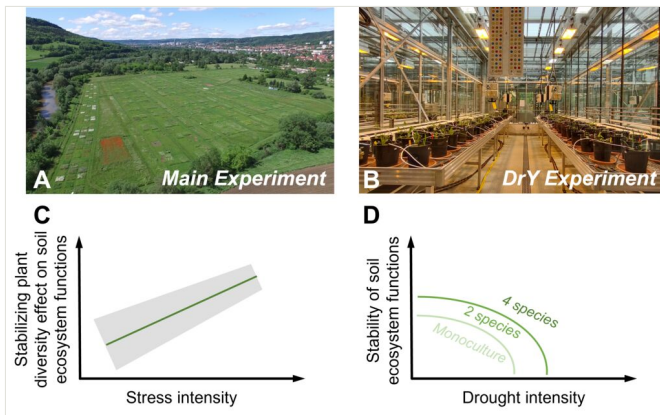 A
Main Experiment
B
DrY Experiment
C
Stabilizing plant
diversity effect on soil
ecosystem functions
Stress intensity
D
Stability of soil
ecosystem functions
4 species
2 species
Monoculture
Drought intensity